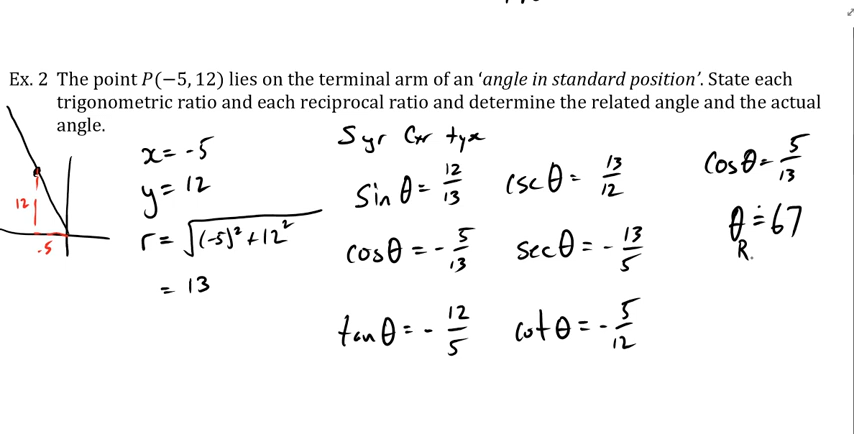 Ex. 2 The point P(−5, 12) lies on the terminal arm of an ‘angle in standard position’. State each
trigonometric ratio and each reciprocal ratio and determine the related angle and the actual
angle.
12
-5
x = -5
y = 12
r = √((-5)² + 12²)
= 13
Syr Cxr tyx
sin θ = 12/13
csc θ = 13/12
cos θ = - 5/13
sec θ = - 13/5
tan θ = - 12/5
cot θ = - 5/12
cos θ = 5/13
θ ≐ 67
R.